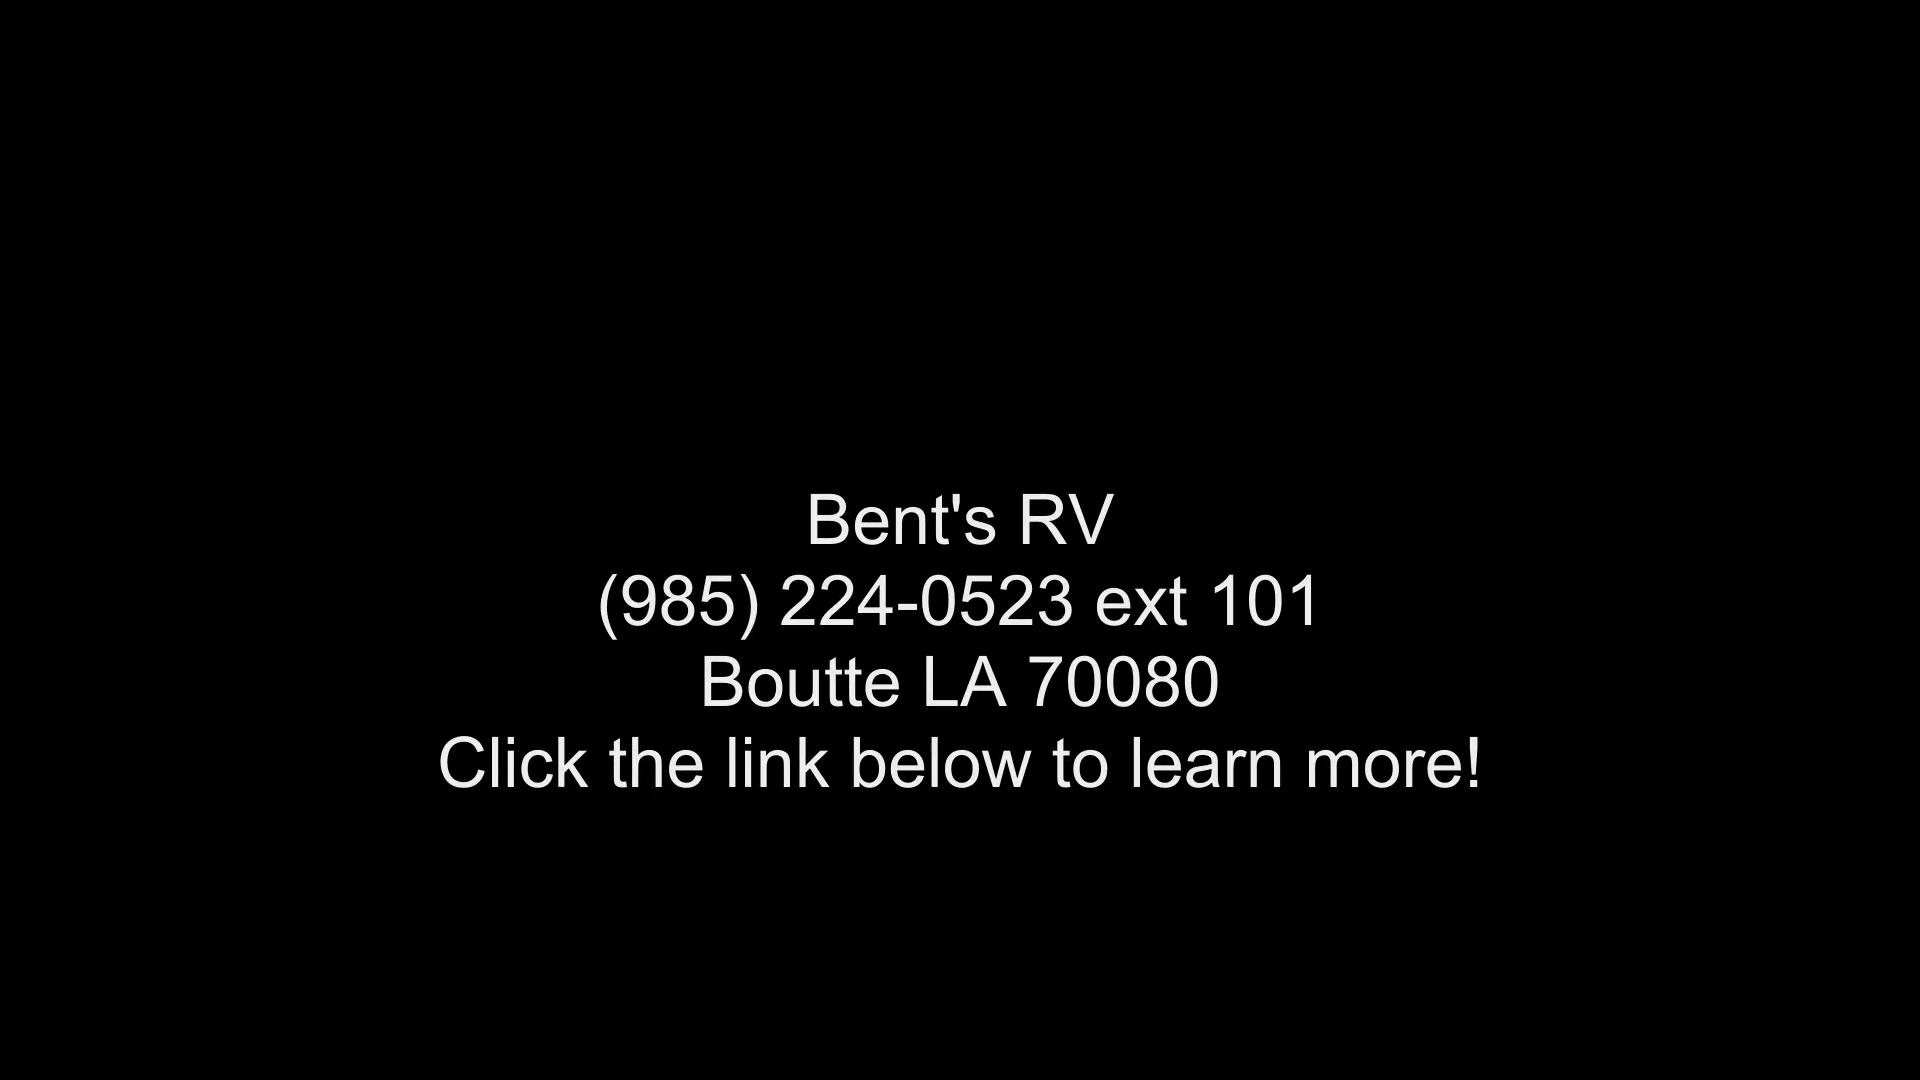 Bent's RV
(985) 224-0523 ext 101
Boutte LA 70080
Click the link below to learn more!